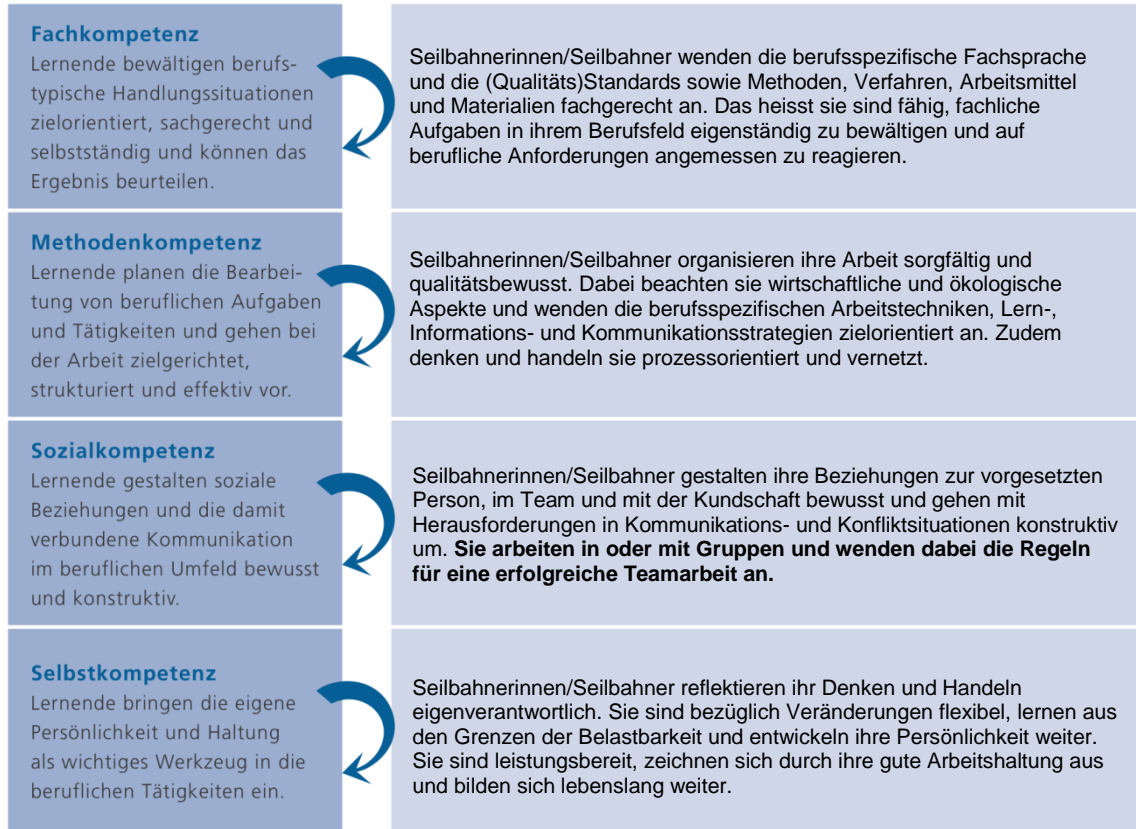 Fachkompetenz
Lernende bewältigen berufs-
typische Handlungssituationen
zielorientiert, sachgerecht und
selbstständig und können das
Ergebnis beurteilen.
Seilbahnerinnen/Seilbahner wenden die berufsspezifische Fachsprache
und die (Qualitäts)Standards sowie Methoden, Verfahren, Arbeitsmittel
und Materialien fachgerecht an. Das heisst sie sind fähig, fachliche
Aufgaben in ihrem Berufsfeld eigenständig zu bewältigen und auf
berufliche Anforderungen angemessen zu reagieren.
Methodenkompetenz
Lernende planen die Bearbei-
tung von beruflichen Aufgaben
und Tätigkeiten und gehen bei
der Arbeit zielgerichtet,
strukturiert und effektiv vor.
Seilbahnerinnen/Seilbahner organisieren ihre Arbeit sorgfältig und
qualitätsbewusst. Dabei beachten sie wirtschaftliche und ökologische
Aspekte und wenden die berufsspezifischen Arbeitstechniken, Lern-,
Informations- und Kommunikationsstrategien zielorientiert an. Zudem
denken und handeln sie prozessorientiert und vernetzt.
Sozialkompetenz
Lernende gestalten soziale
Beziehungen und die damit
verbundene Kommunikation
im beruflichen Umfeld bewusst
und konstruktiv.
Seilbahnerinnen/Seilbahner gestalten ihre Beziehungen zur vorgesetzten
Person, im Team und mit der Kundschaft bewusst und gehen mit
Herausforderungen in Kommunikations- und Konfliktsituationen konstruktiv
um. Sie arbeiten in oder mit Gruppen und wenden dabei die Regeln
für eine erfolgreiche Teamarbeit an.
Selbstkompetenz
Lernende bringen die eigene
Persönlichkeit und Haltung
als wichtiges Werkzeug in die
beruflichen Tätigkeiten ein.
Seilbahnerinnen/Seilbahner reflektieren ihr Denken und Handeln
eigenverantwortlich. Sie sind bezüglich Veränderungen flexibel, lernen aus
den Grenzen der Belastbarkeit und entwickeln ihre Persönlichkeit weiter.
Sie sind leistungsbereit, zeichnen sich durch ihre gute Arbeitshaltung aus
und bilden sich lebenslang weiter.